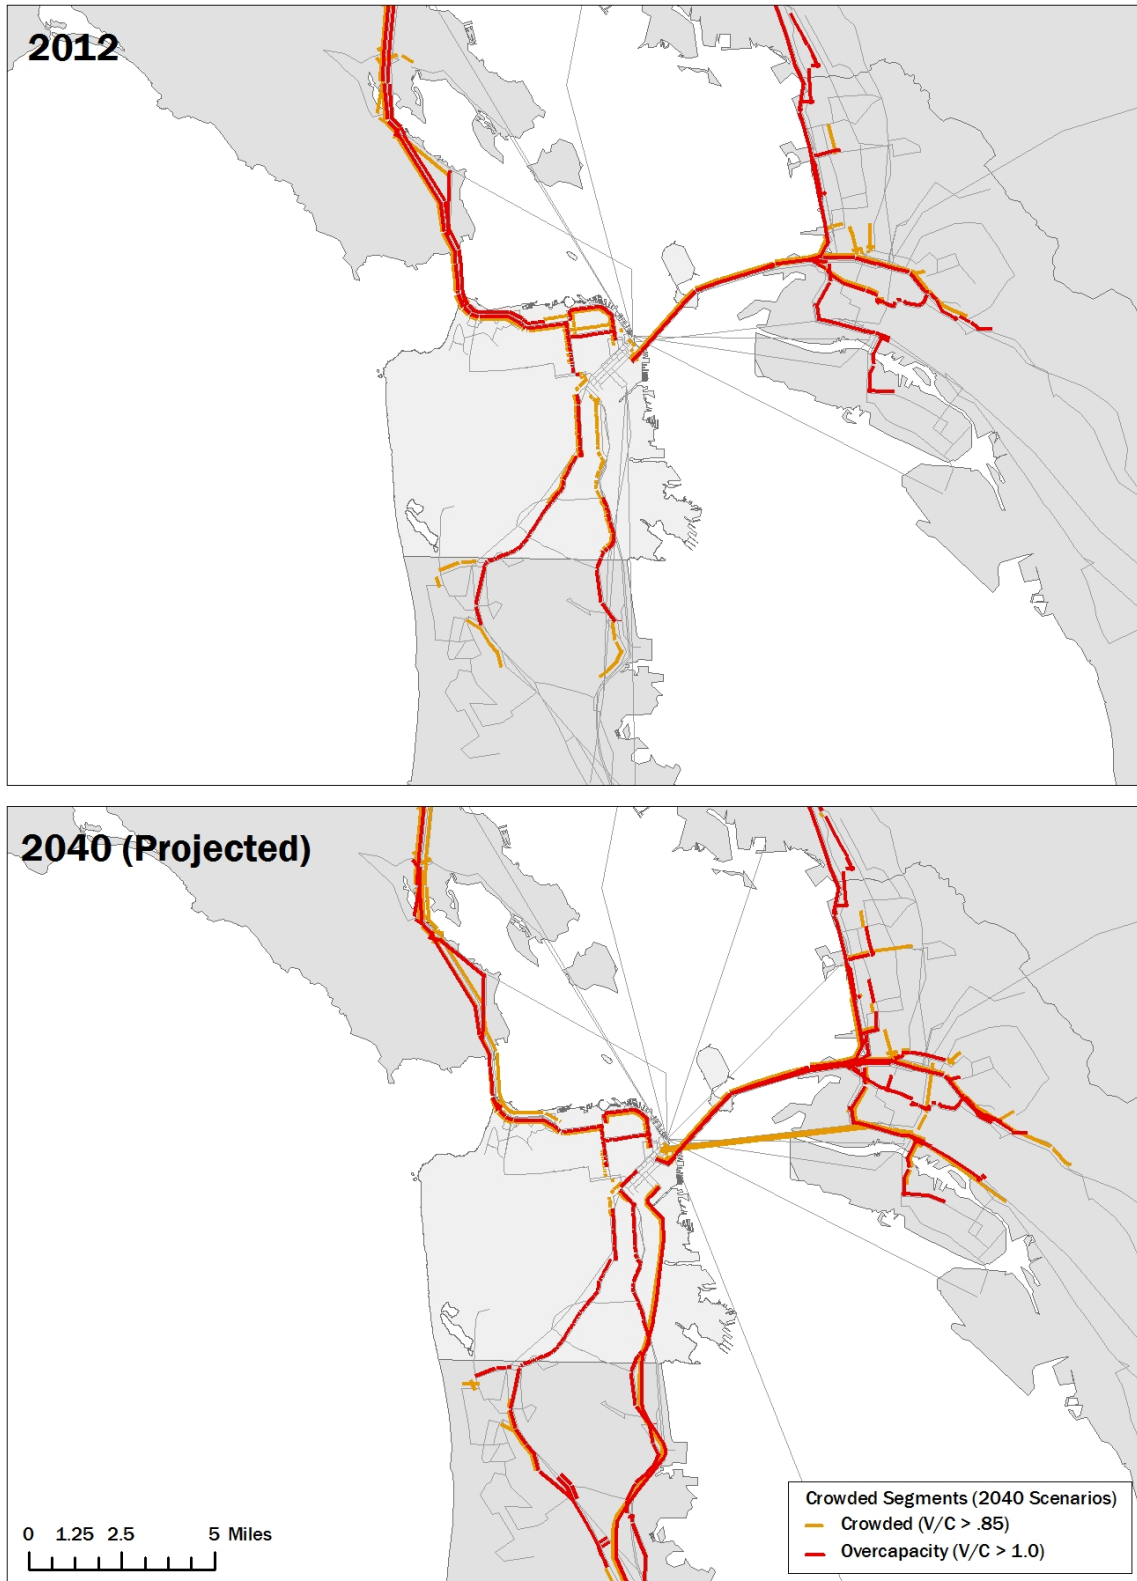 2012
2040 (Projected)
0 1.25 2.5 5 Miles
Crowded Segments (2040 Scenarios)
Crowded (V/C > .85)
Overcapacity (V/C > 1.0)